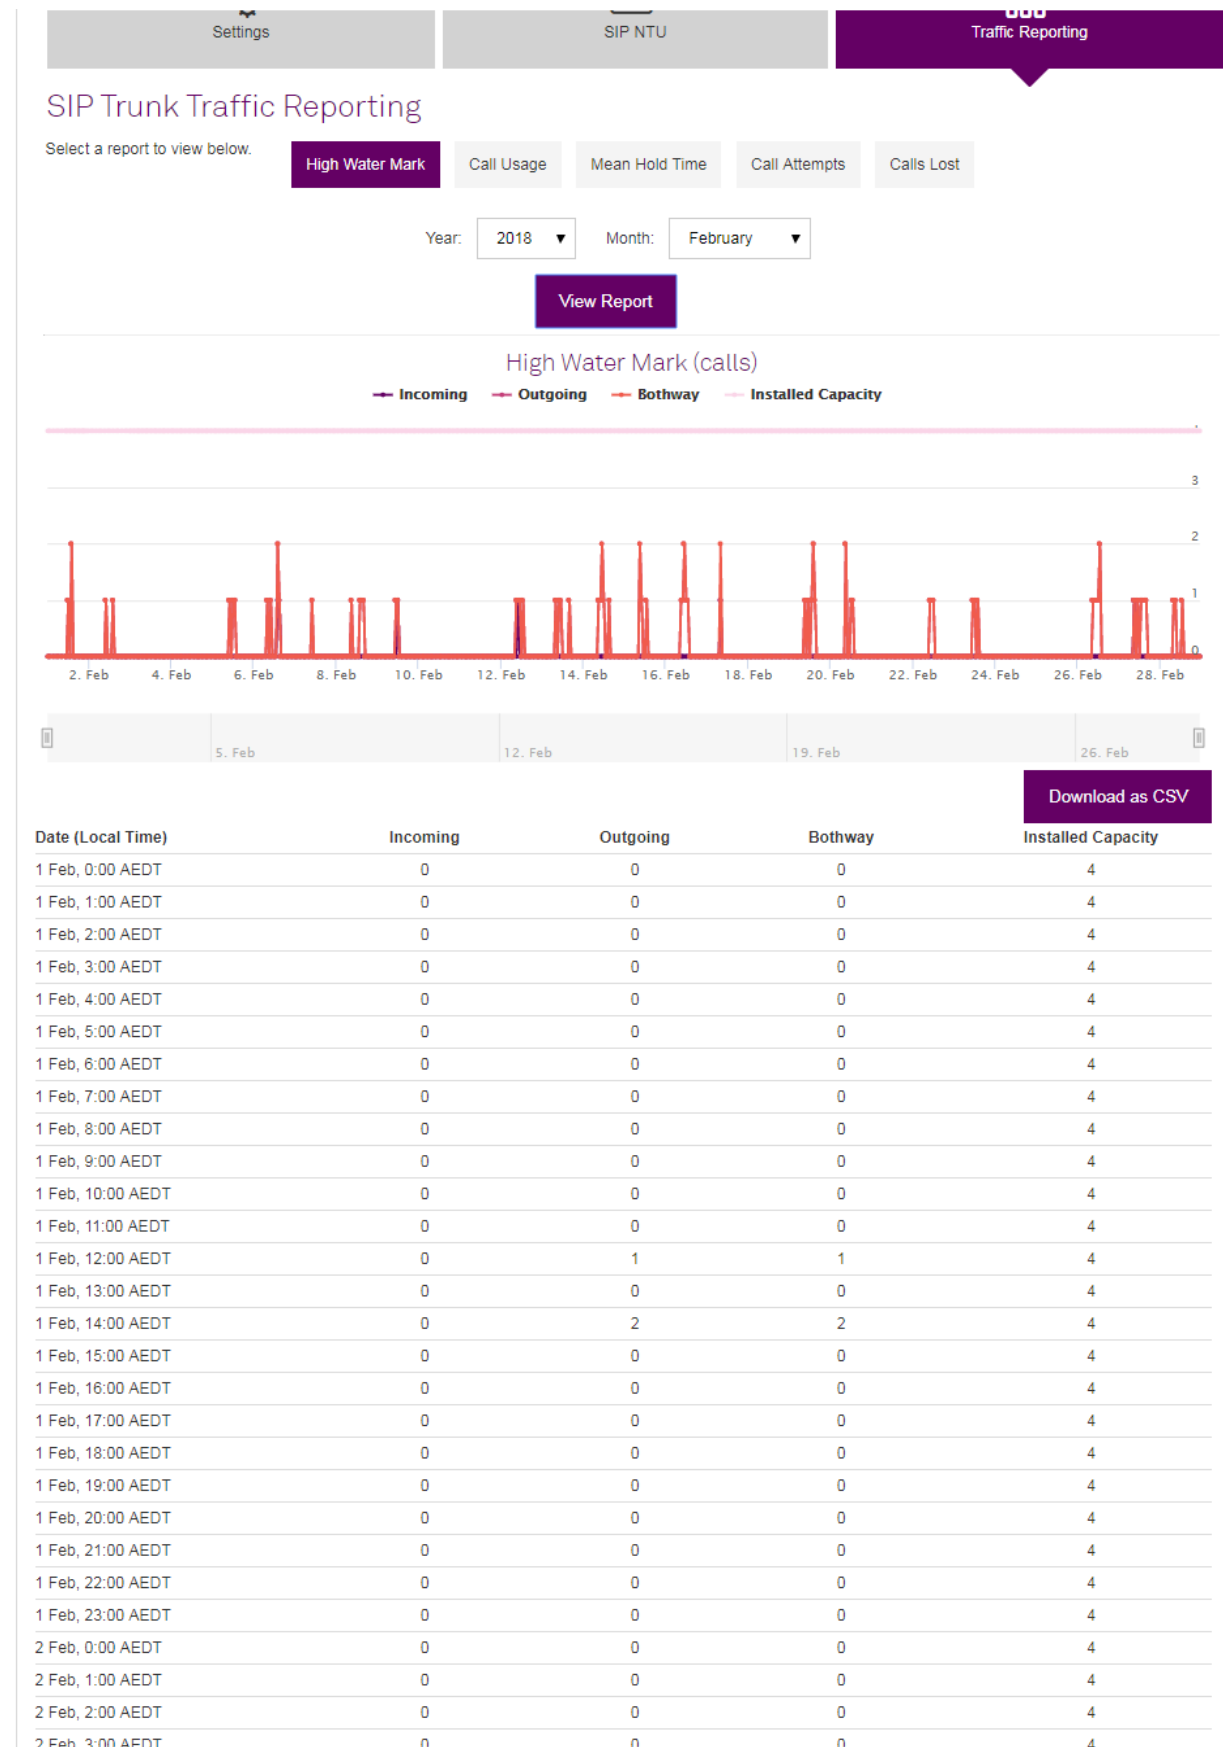 Settings SIP NTU Traffic Reporting
SIP Trunk Traffic Reporting
Select a report to view below. High Water Mark Call Usage Mean Hold Time Call Attempts Calls Lost
Year: 2018 ▼ Month: February ▼
View Report
High Water Mark (calls)
Incoming Outgoing Bothway Installed Capacity
3
2
1
0
2. Feb 4. Feb 6. Feb 8. Feb 10. Feb 12. Feb 14. Feb 16. Feb 18. Feb 20. Feb 22. Feb 24. Feb 26. Feb 28. Feb
5. Feb 12. Feb 19. Feb 26. Feb
Download as CSV
Date (Local Time) Incoming Outgoing Bothway Installed Capacity
1 Feb, 0:00 AEDT 0 0 0 4
1 Feb, 1:00 AEDT 0 0 0 4
1 Feb, 2:00 AEDT 0 0 0 4
1 Feb, 3:00 AEDT 0 0 0 4
1 Feb, 4:00 AEDT 0 0 0 4
1 Feb, 5:00 AEDT 0 0 0 4
1 Feb, 6:00 AEDT 0 0 0 4
1 Feb, 7:00 AEDT 0 0 0 4
1 Feb, 8:00 AEDT 0 0 0 4
1 Feb, 9:00 AEDT 0 0 0 4
1 Feb, 10:00 AEDT 0 0 0 4
1 Feb, 11:00 AEDT 0 0 0 4
1 Feb, 12:00 AEDT 0 1 1 4
1 Feb, 13:00 AEDT 0 0 0 4
1 Feb, 14:00 AEDT 0 2 2 4
1 Feb, 15:00 AEDT 0 0 0 4
1 Feb, 16:00 AEDT 0 0 0 4
1 Feb, 17:00 AEDT 0 0 0 4
1 Feb, 18:00 AEDT 0 0 0 4
1 Feb, 19:00 AEDT 0 0 0 4
1 Feb, 20:00 AEDT 0 0 0 4
1 Feb, 21:00 AEDT 0 0 0 4
1 Feb, 22:00 AEDT 0 0 0 4
1 Feb, 23:00 AEDT 0 0 0 4
2 Feb, 0:00 AEDT 0 0 0 4
2 Feb, 1:00 AEDT 0 0 0 4
2 Feb, 2:00 AEDT 0 0 0 4
2 Feb, 3:00 AEDT 0 0 0 4